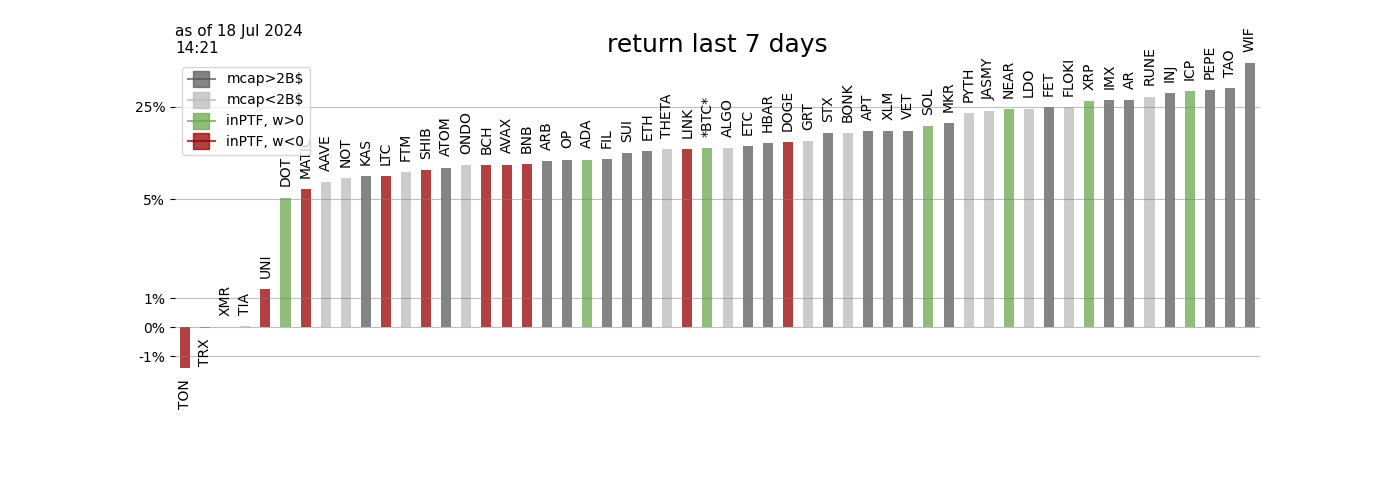 as of 18 Jul 2024
14:21
return last 7 days
mcap>2B$
mcap<2B$
inPTF, w>0
inPTF, w<0
25%
5%
1%
0%
-1%
TON
TRX
XMR
TIA
UNI
DOT
MATIC
AAVE
NOT
KAS
LTC
FTM
SHIB
ATOM
ONDO
BCH
AVAX
BNB
ARB
OP
ADA
FIL
SUI
ETH
THETA
LINK
*BTC*
ALGO
ETC
HBAR
DOGE
GRT
STX
BONK
APT
XLM
VET
SOL
MKR
PYTH
JASMY
NEAR
LDO
FET
FLOKI
XRP
IMX
AR
RUNE
INJ
ICP
PEPE
TAO
WIF